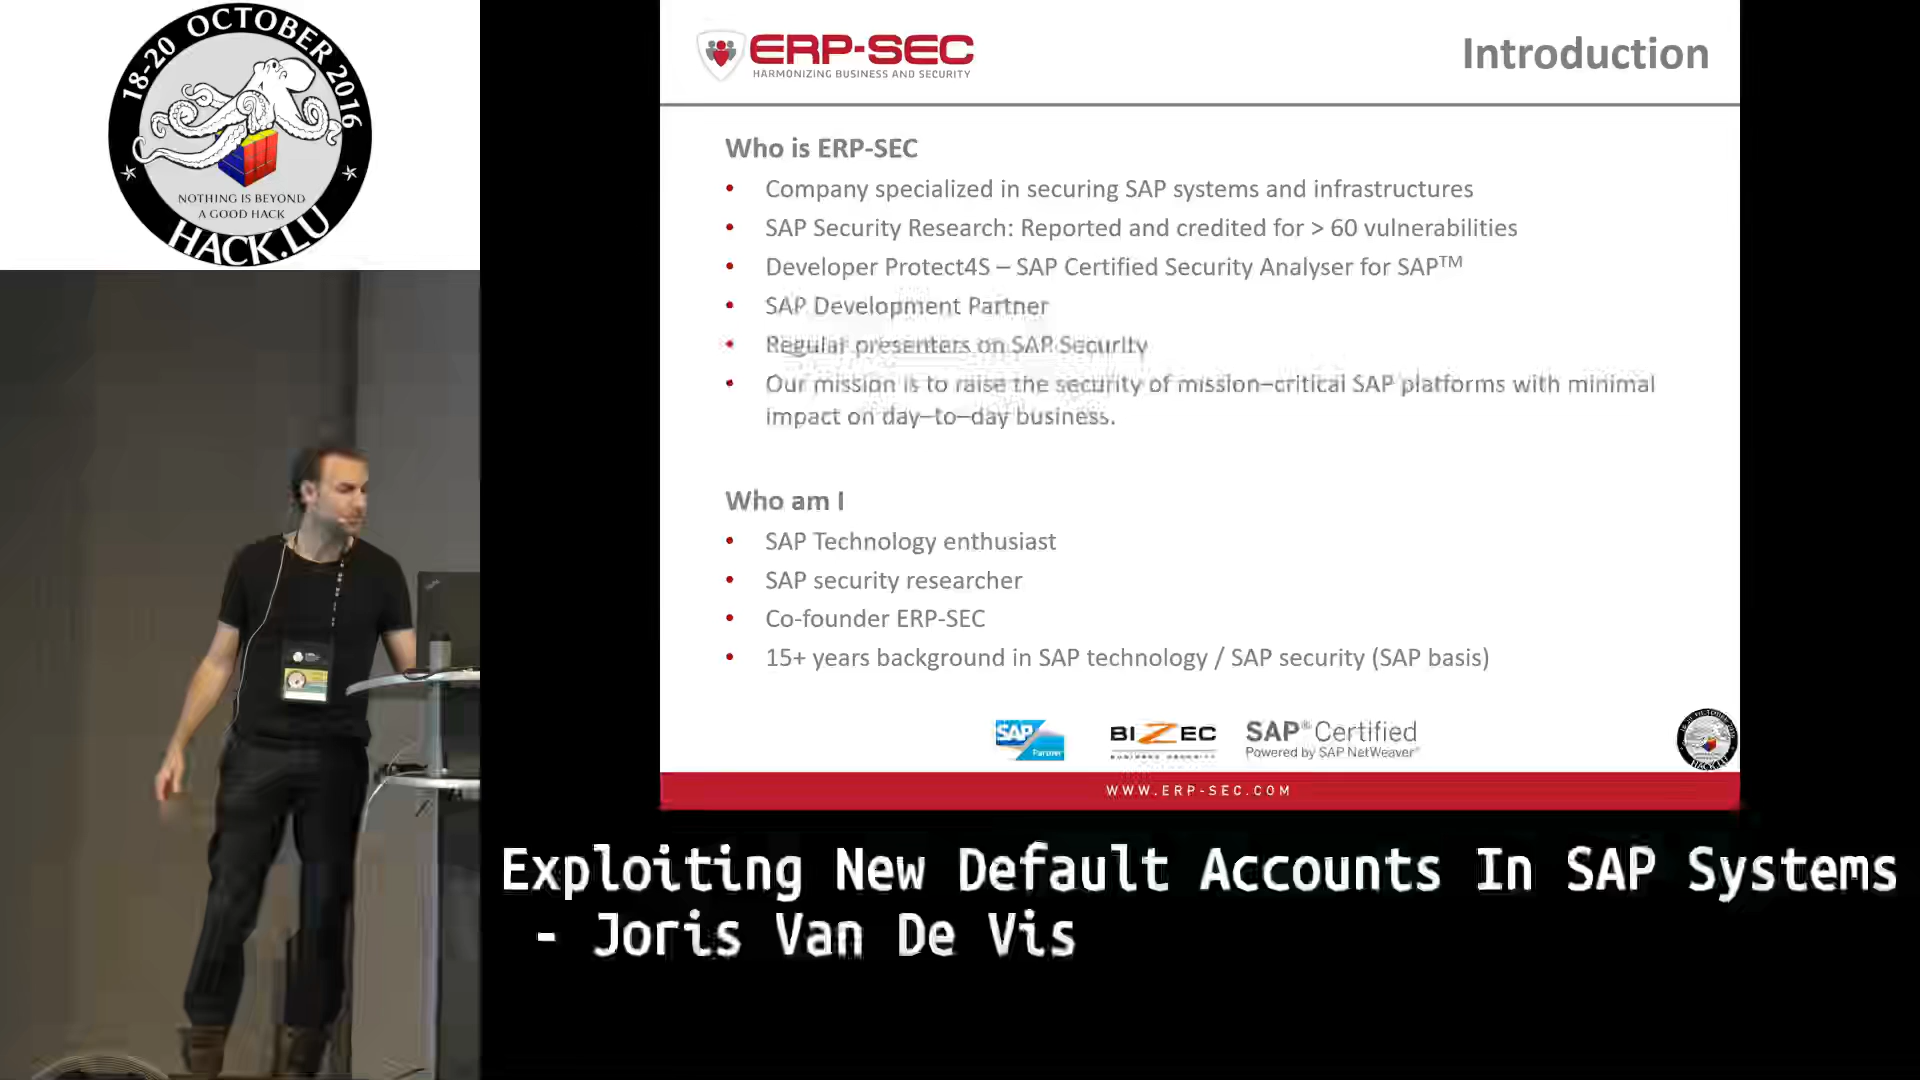 18-20 OCTOBER 2016
NOTHING IS BEYOND
A GOOD HACK
HACK.LU
ERP-SEC
HARMONIZING BUSINESS AND SECURITY
Introduction
Who is ERP-SEC
• Company specialized in securing SAP systems and infrastructures
• SAP Security Research: Reported and credited for > 60 vulnerabilities
• Developer Protect4S – SAP Certified Security Analyser for SAP™
• SAP Development Partner
• Regular presenters on SAP Security
• Our mission is to raise the security of mission–critical SAP platforms with minimal
impact on day–to–day business.
Who am I
• SAP Technology enthusiast
• SAP security researcher
• Co-founder ERP-SEC
• 15+ years background in SAP technology / SAP security (SAP basis)
SAP
Partner
BIZEC
SAP® Certified
Powered by SAP NetWeaver®
HACK.LU
WWW.ERP-SEC.COM
Exploiting New Default Accounts In SAP Systems
- Joris Van De Vis